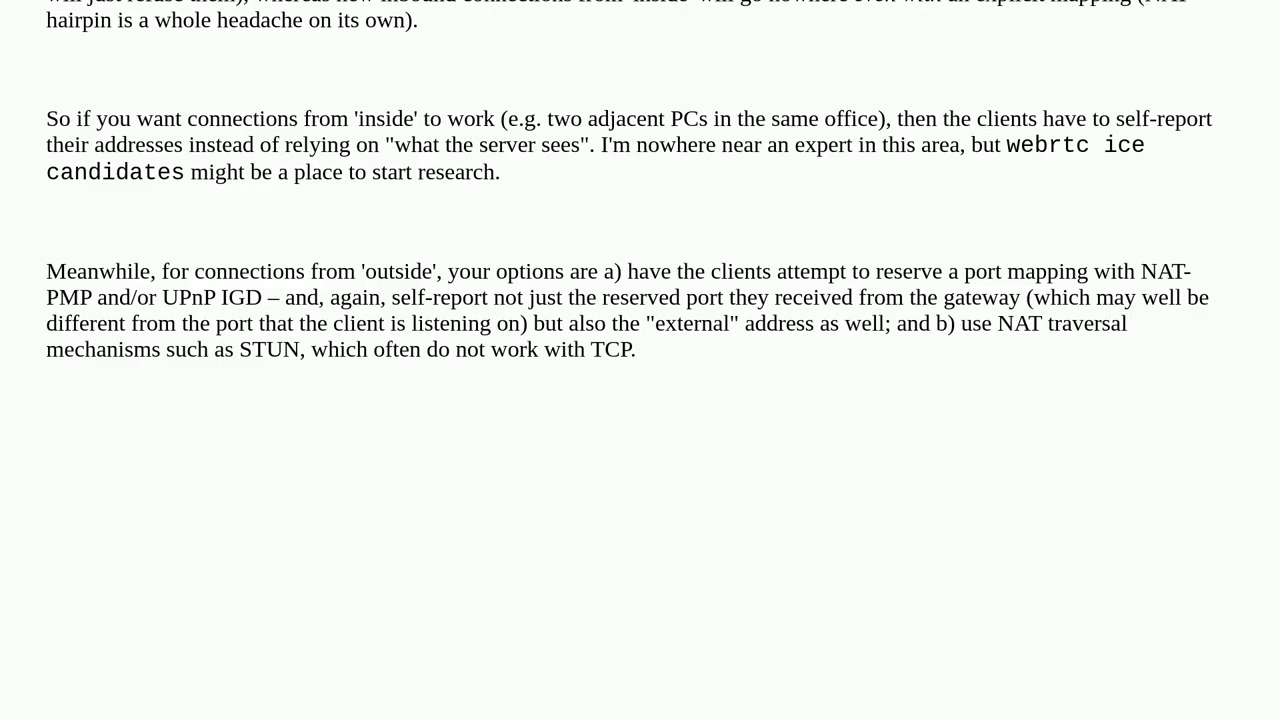 hairpin is a whole headache on its own).
So if you want connections from 'inside' to work (e.g. two adjacent PCs in the same office), then the clients have to self-report
their addresses instead of relying on "what the server sees". I'm nowhere near an expert in this area, but webrtc ice
candidates might be a place to start research.
Meanwhile, for connections from 'outside', your options are a) have the clients attempt to reserve a port mapping with NAT-
PMP and/or UPnP IGD – and, again, self-report not just the reserved port they received from the gateway (which may well be
different from the port that the client is listening on) but also the "external" address as well; and b) use NAT traversal
mechanisms such as STUN, which often do not work with TCP.